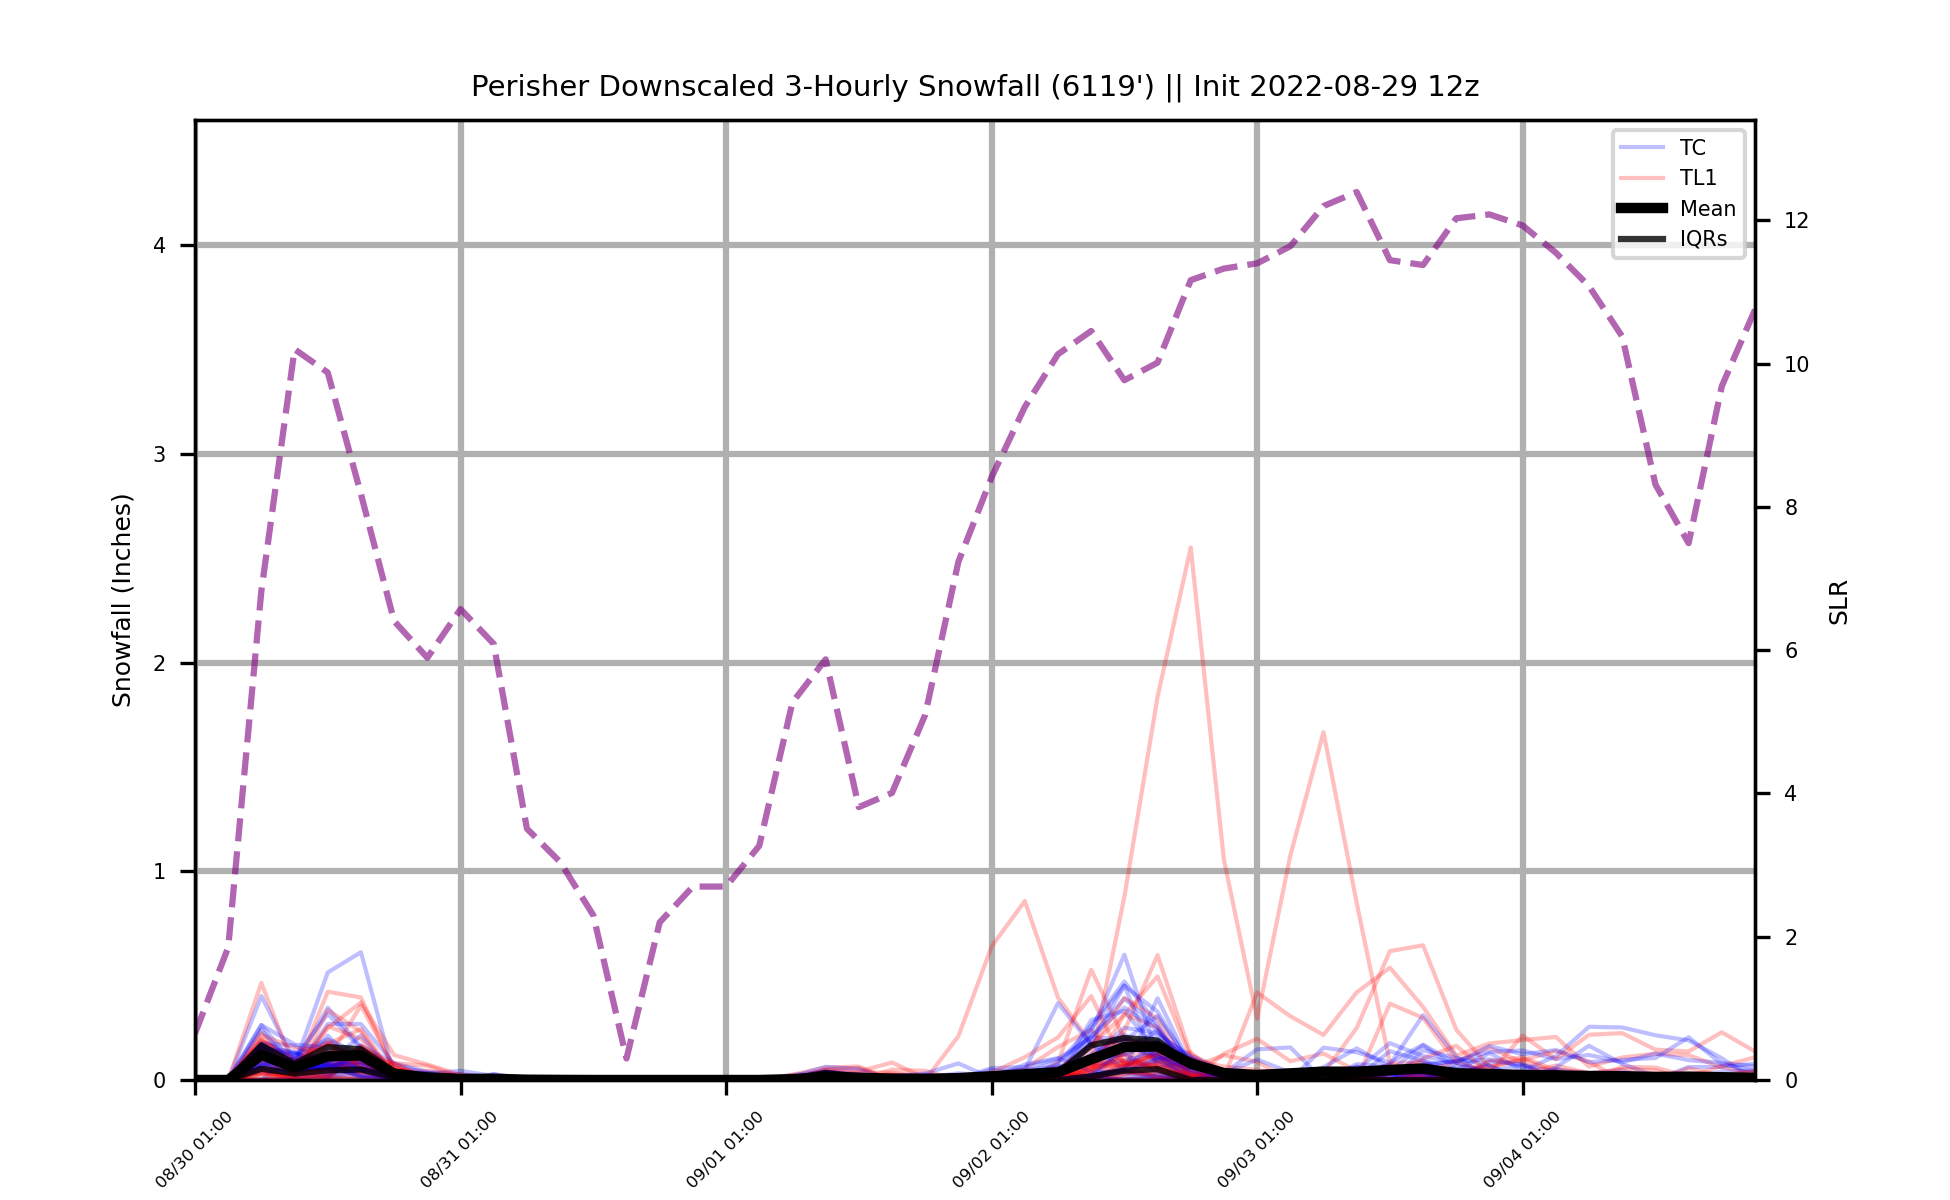 Perisher Downscaled 3-Hourly Snowfall (6119') || Init 2022-08-29 12z
TC
TL1
Mean
IQRs
Snowfall (Inches)
4
3
2
1
0
SLR
12
10
8
6
4
2
0
08/30 01:00
08/31 01:00
09/01 01:00
09/02 01:00
09/03 01:00
09/04 01:00